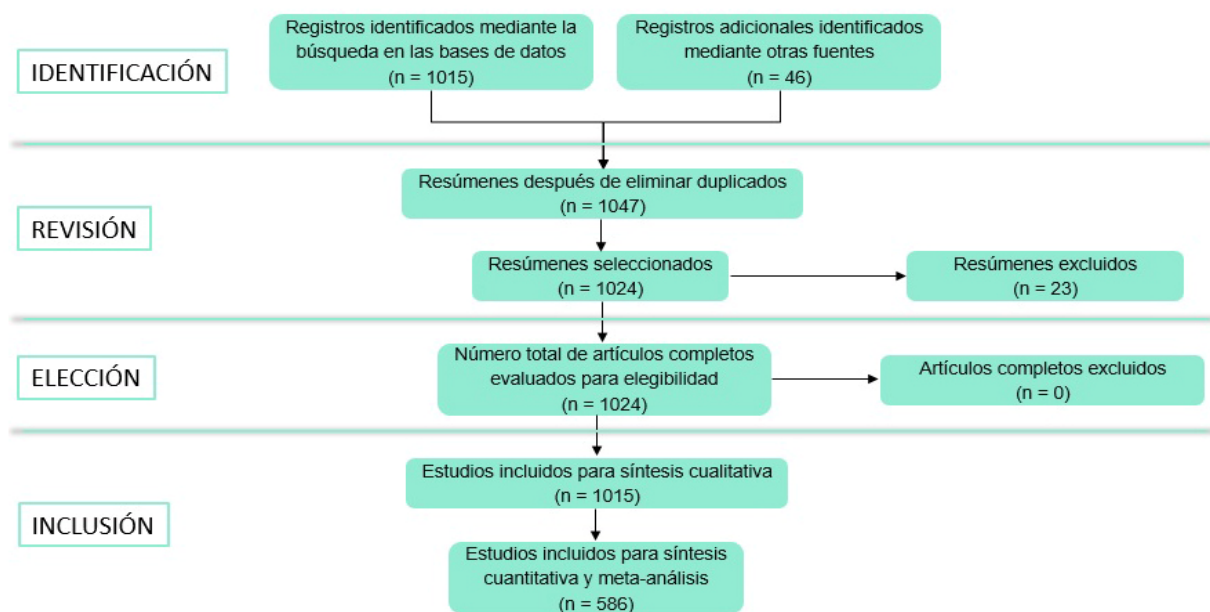 IDENTIFICACIÓN
Registros identificados mediante la
búsqueda en las bases de datos
(n = 1015)
Registros adicionales identificados
mediante otras fuentes
(n = 46)
REVISIÓN
Resúmenes después de eliminar duplicados
(n = 1047)
Resúmenes seleccionados
(n = 1024)
Resúmenes excluidos
(n = 23)
ELECCIÓN
Número total de artículos completos
evaluados para elegibilidad
(n = 1024)
Artículos completos excluidos
(n = 0)
INCLUSIÓN
Estudios incluidos para síntesis cualitativa
(n = 1015)
Estudios incluidos para síntesis
cuantitativa y meta-análisis
(n = 586)